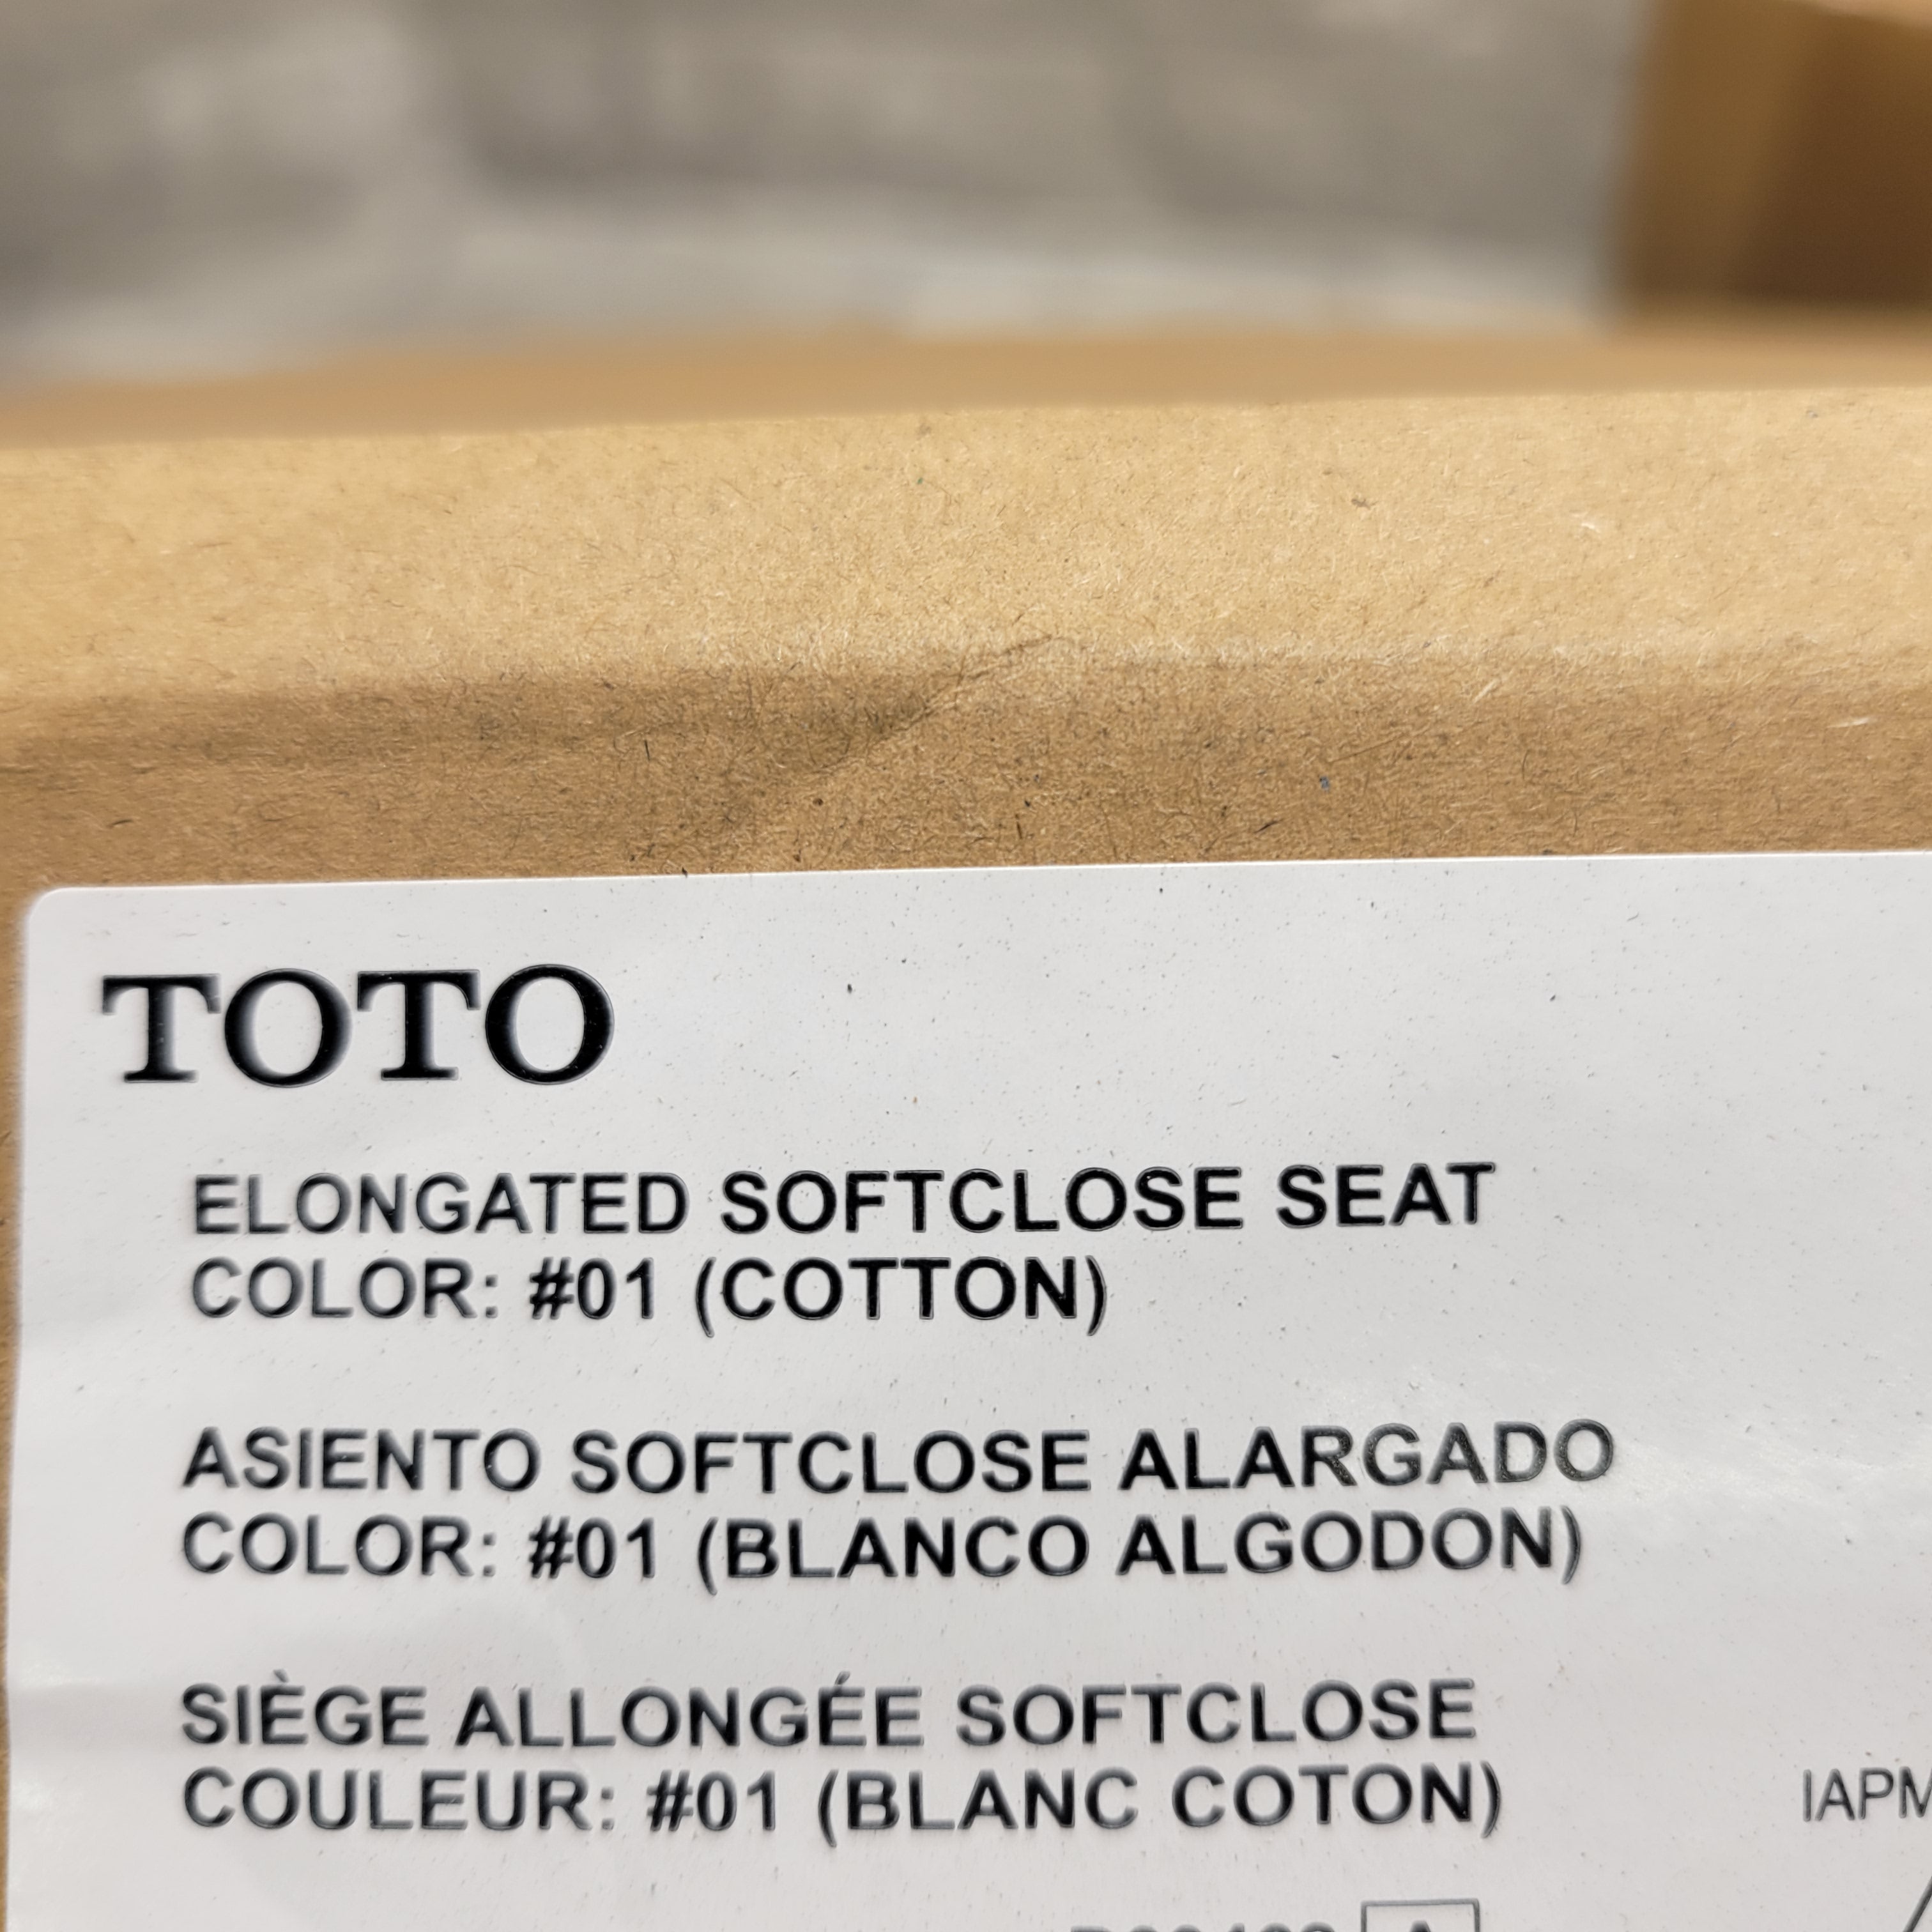 TOTO
ELONGATED SOFTCLOSE SEAT
COLOR: #01 (COTTON)
ASIENTO SOFTCLOSE ALARGADO
COLOR: #01 (BLANCO ALGODON)
SIÈGE ALLONGÉE SOFTCLOSE
COULEUR: #01 (BLANC COTON)